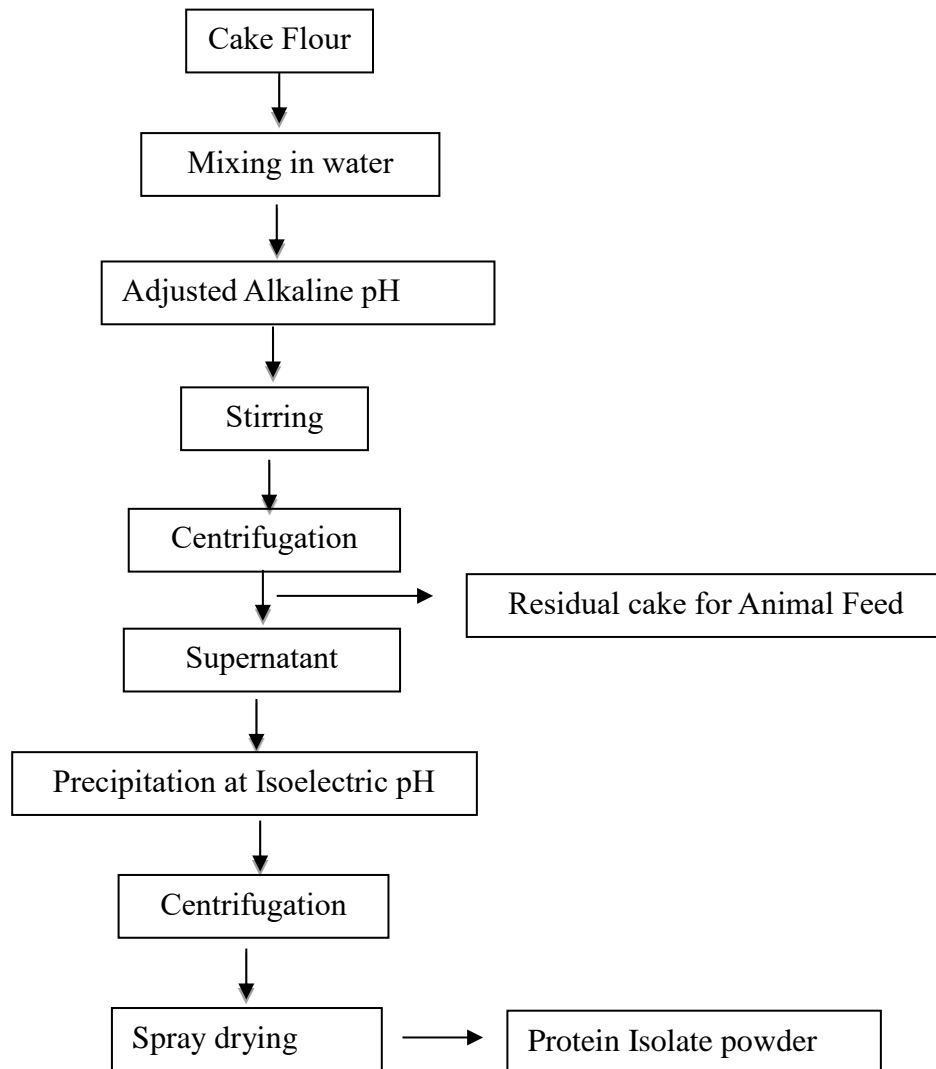 Cake Flour
Mixing in water
Adjusted Alkaline pH
Stirring
Centrifugation
Residual cake for Animal Feed
Supernatant
Precipitation at Isoelectric pH
Centrifugation
Spray drying
Protein Isolate powder